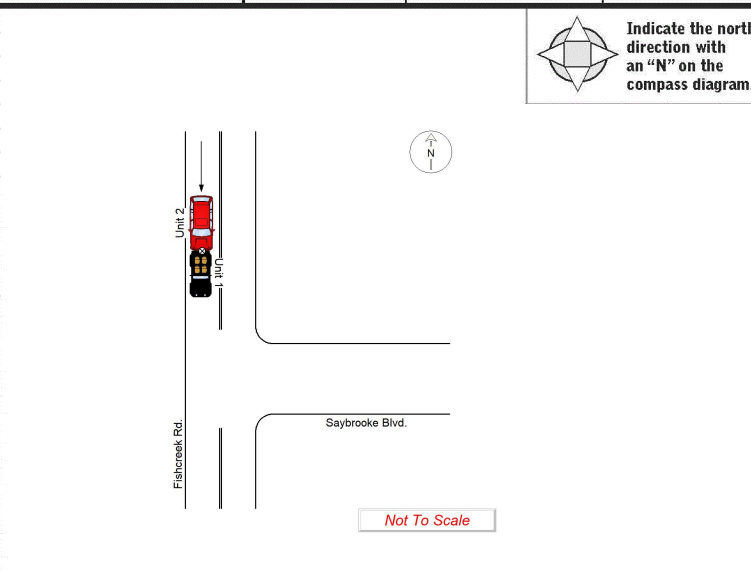 Indicate the north
direction with
an “N” on the
compass diagram.
N
Unit 2
Unit 1
Saybrooke Blvd.
Fishcreek Rd.
Not To Scale